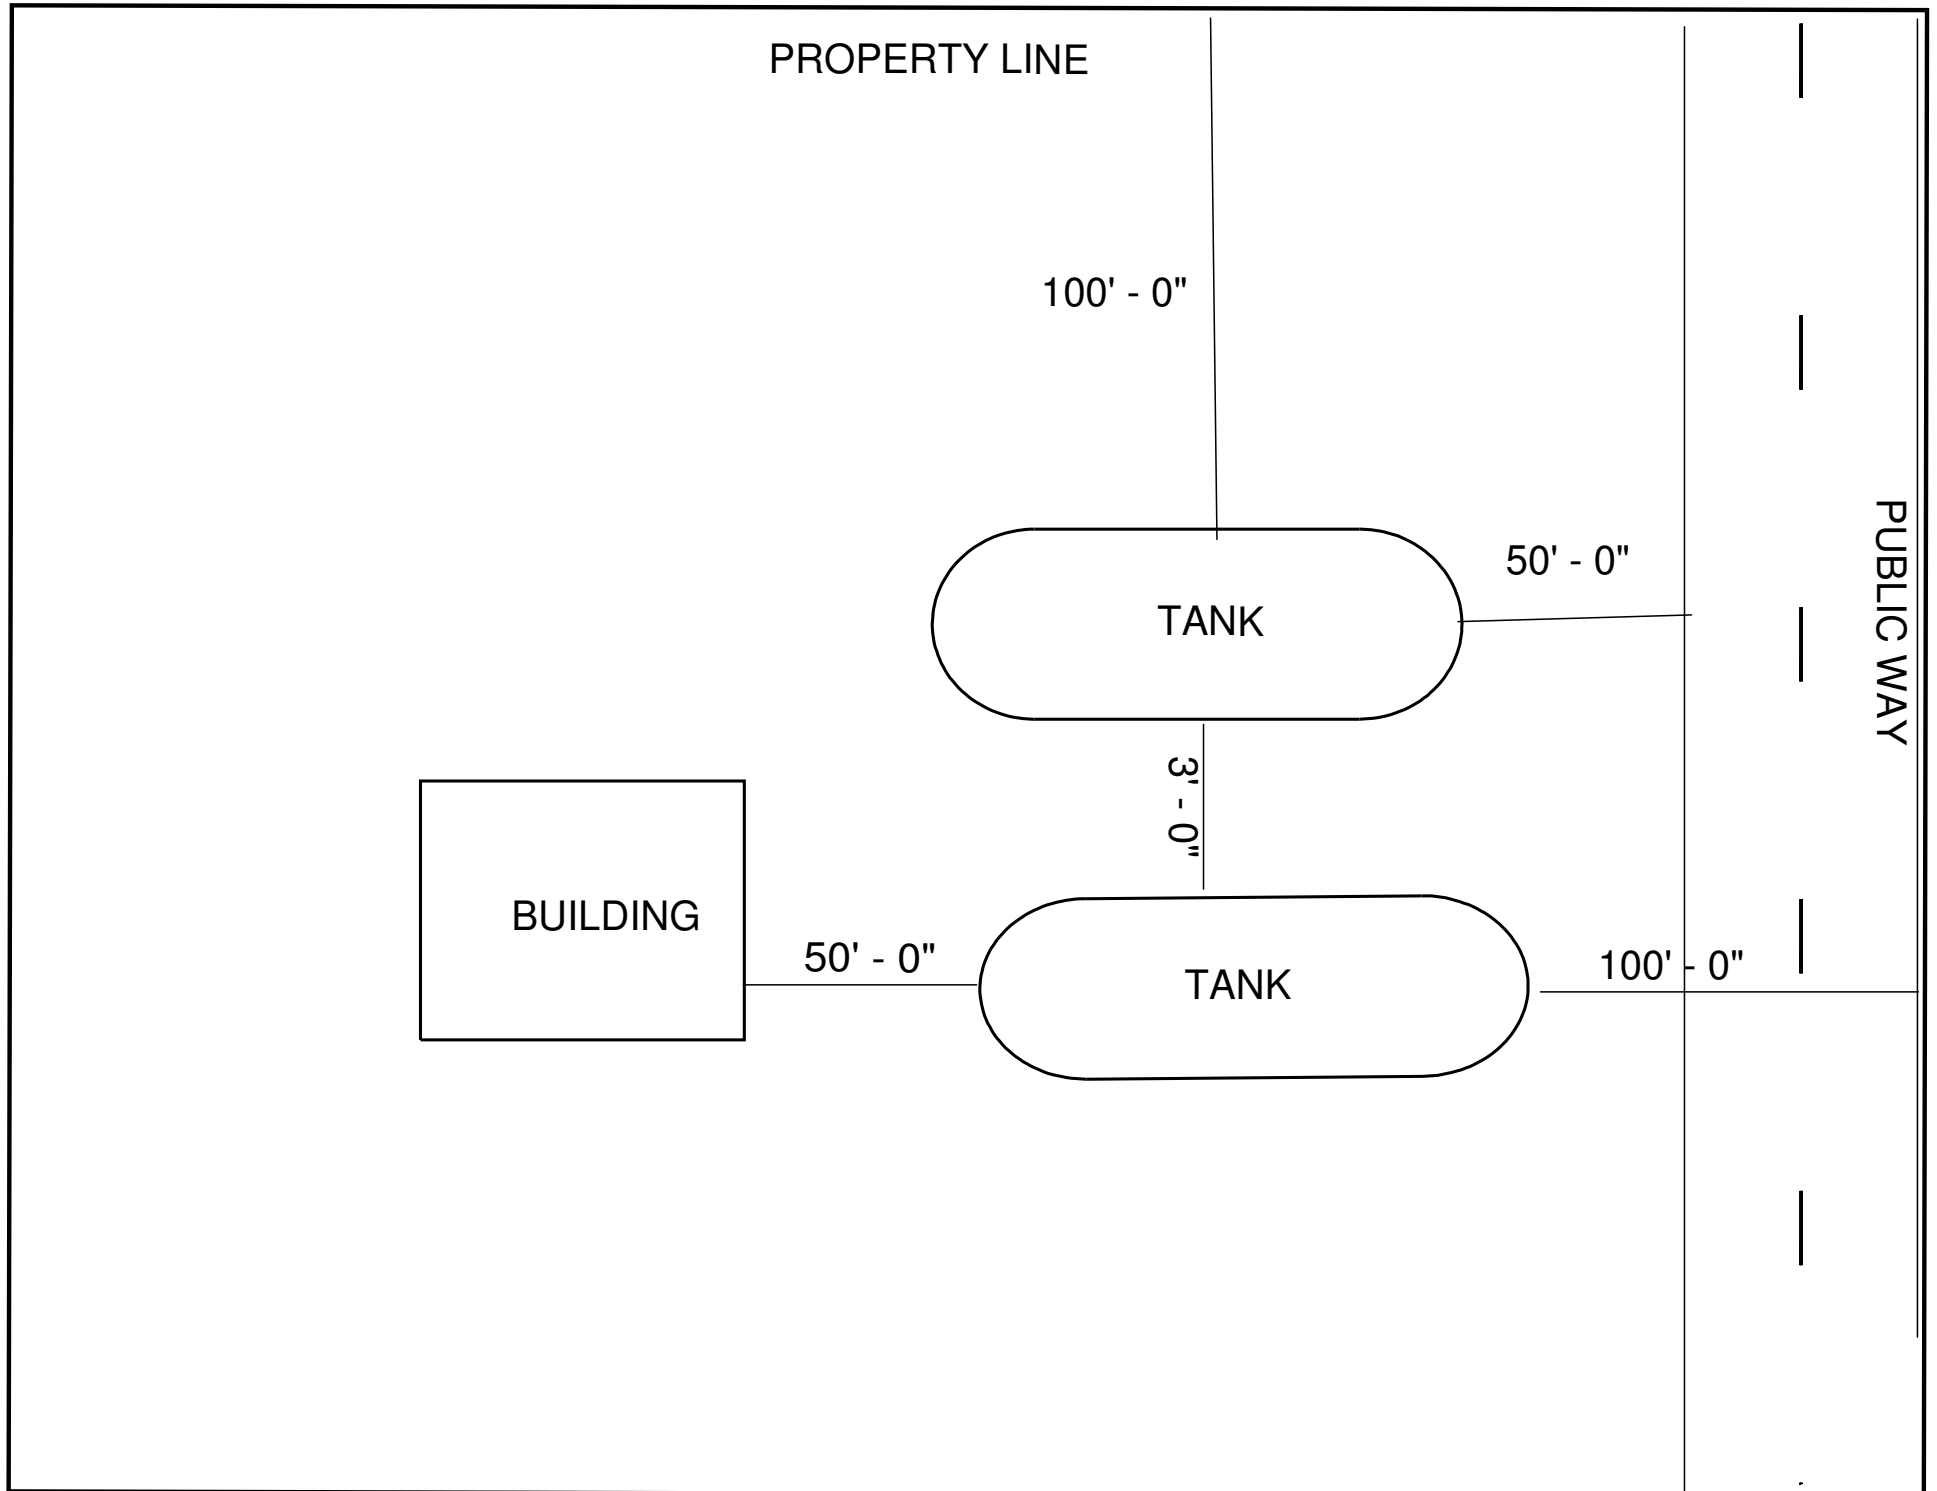 PROPERTY LINE
100' - 0"
50' - 0"
TANK
PUBLIC WAY
3' - 0"
BUILDING
50' - 0"
TANK
100' - 0"